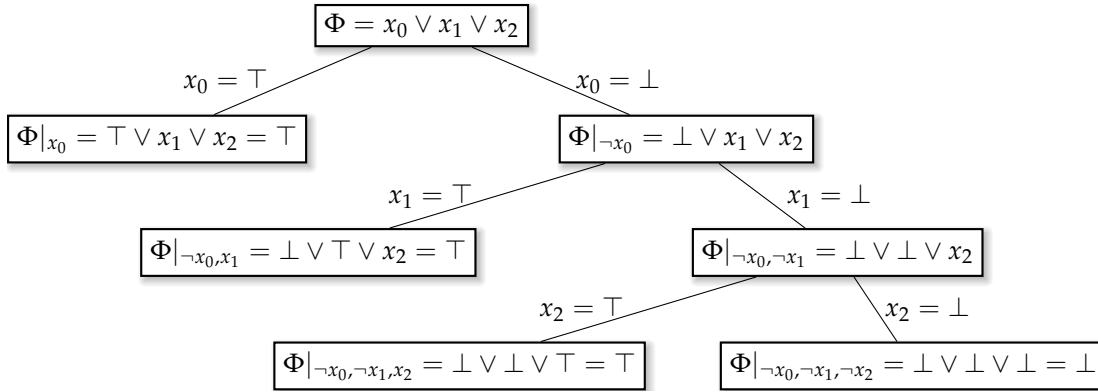 Φ = x₀ ∨ x₁ ∨ x₂
x₀ = ⊤
x₀ = ⊥
Φ|ₓ₀ = ⊤ ∨ x₁ ∨ x₂ = ⊤
Φ|¬ₓ₀ = ⊥ ∨ x₁ ∨ x₂
x₁ = ⊤
x₁ = ⊥
Φ|¬ₓ₀,ₓ₁ = ⊥ ∨ ⊤ ∨ x₂ = ⊤
Φ|¬ₓ₀,¬ₓ₁ = ⊥ ∨ ⊥ ∨ x₂
x₂ = ⊤
x₂ = ⊥
Φ|¬ₓ₀,¬ₓ₁,ₓ₂ = ⊥ ∨ ⊥ ∨ ⊤ = ⊤
Φ|¬ₓ₀,¬ₓ₁,¬ₓ₂ = ⊥ ∨ ⊥ ∨ ⊥ = ⊥